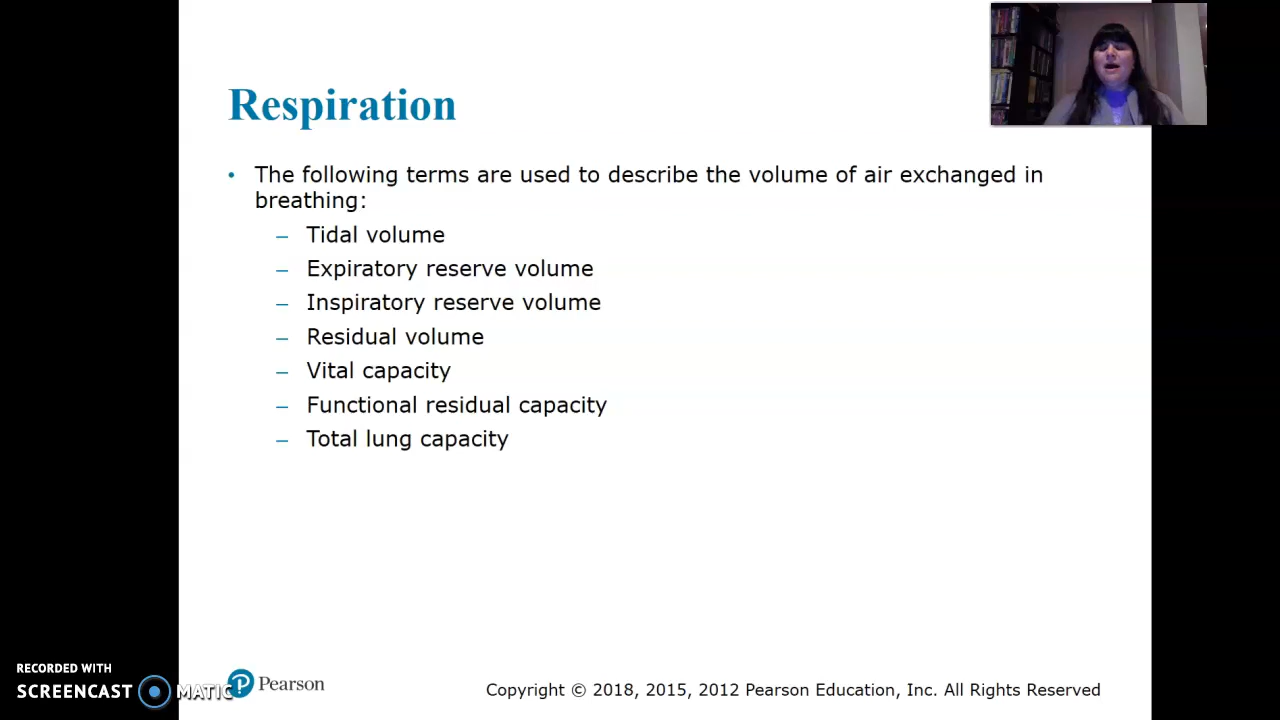 Respiration
• The following terms are used to describe the volume of air exchanged in
breathing:
– Tidal volume
– Expiratory reserve volume
– Inspiratory reserve volume
– Residual volume
– Vital capacity
– Functional residual capacity
– Total lung capacity
RECORDED WITH
SCREENCAST MATIC
P Pearson
Copyright © 2018, 2015, 2012 Pearson Education, Inc. All Rights Reserved